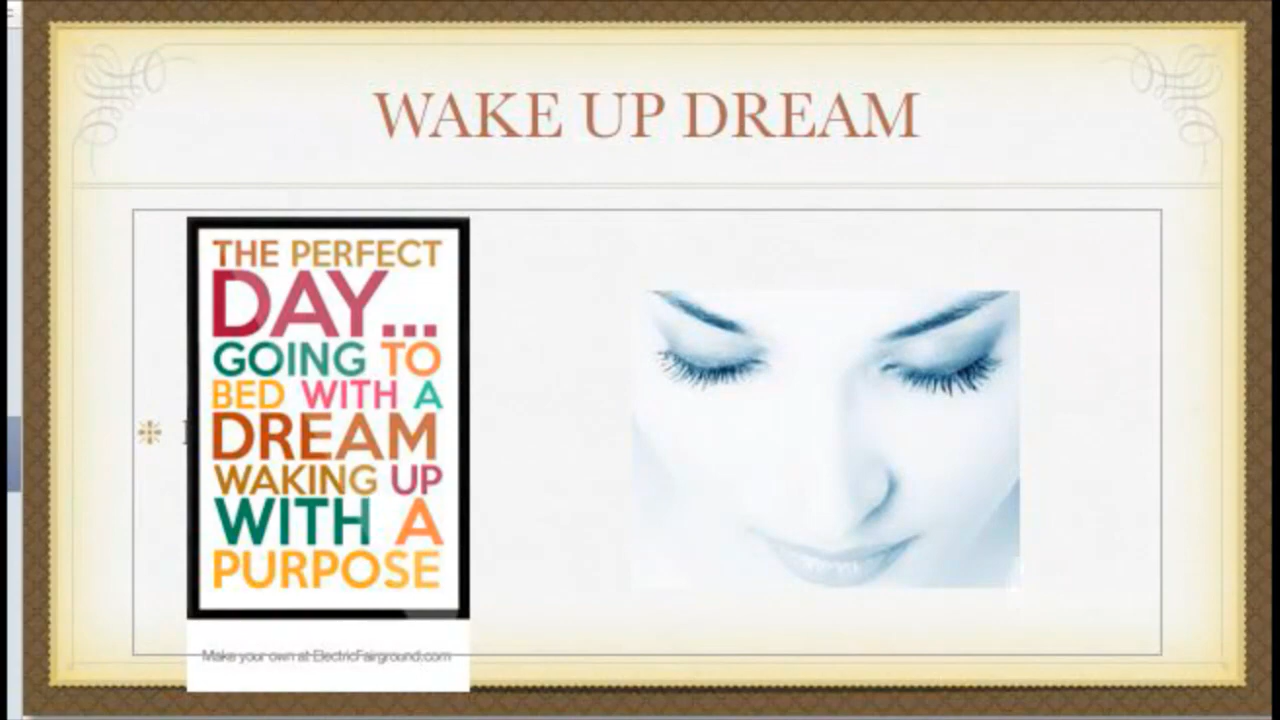 WAKE UP DREAM
THE PERFECT
DAY...
GOING TO
BED WITH A
DREAM
WAKING UP
WITH A
PURPOSE
Make your own at ElectricFairground.com